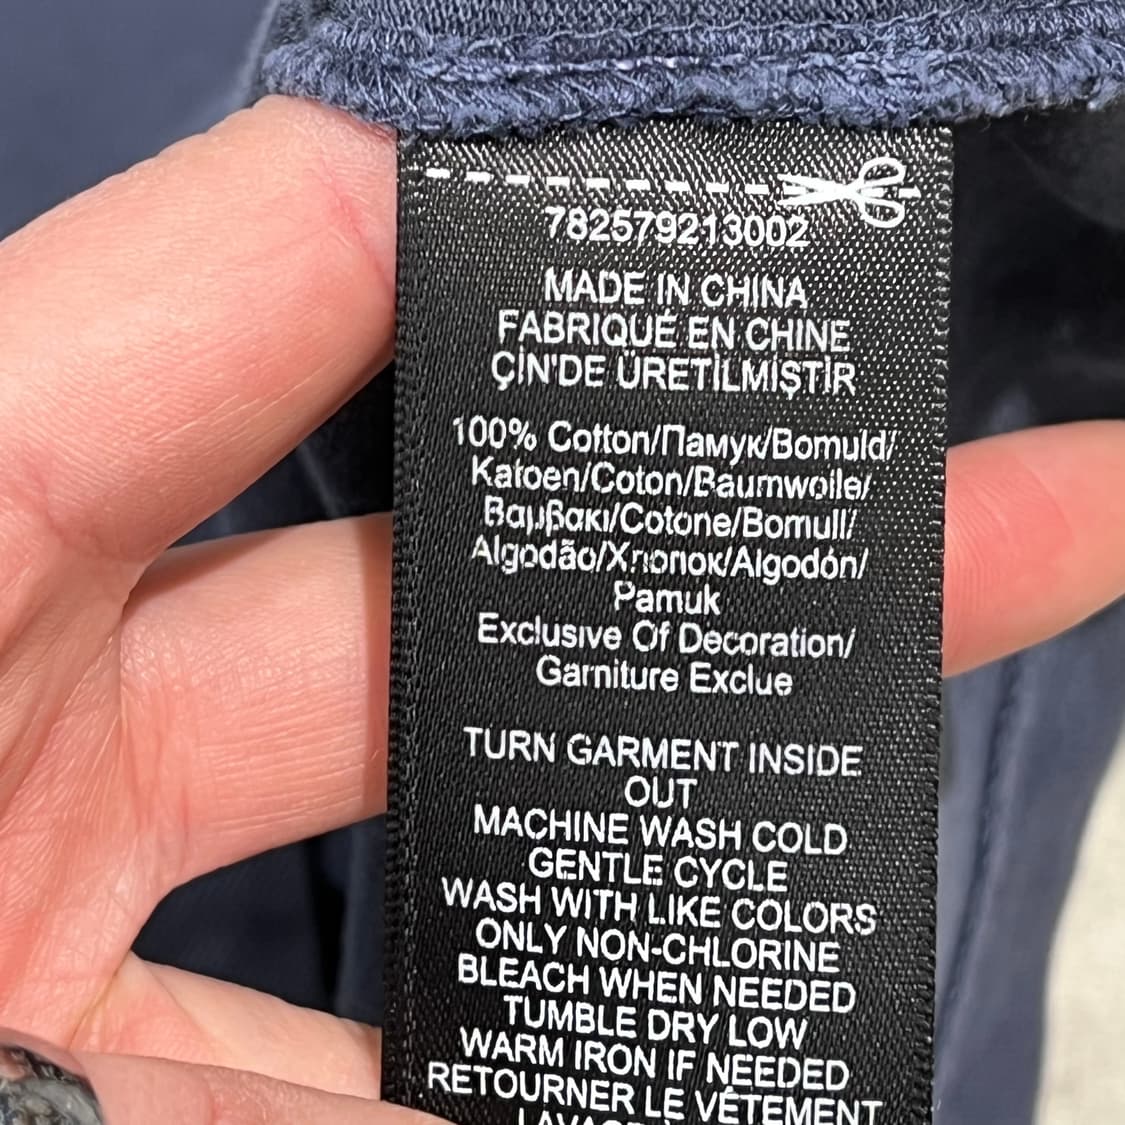 782579213002
MADE IN CHINA
FABRIQUÉ EN CHINE
ÇİN'DE ÜRETİLMİŞTİR
100% Cotton/Памук/Bomuld/
Katoen/Coton/Baumwolle/
Βαμβακι/Cotone/Bomull/
Algodão/Хлопок/Algodón/
Pamuk
Exclusive Of Decoration/
Garniture Exclue
TURN GARMENT INSIDE
OUT
MACHINE WASH COLD
GENTLE CYCLE
WASH WITH LIKE COLORS
ONLY NON-CHLORINE
BLEACH WHEN NEEDED
TUMBLE DRY LOW
WARM IRON IF NEEDED
RETOURNER LE VÊTEMENT